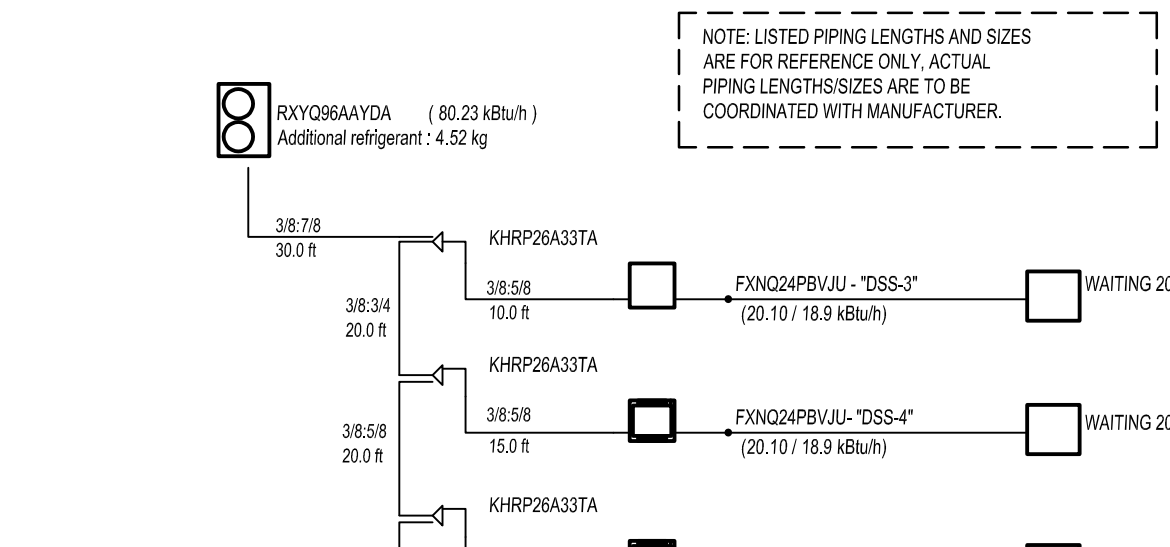 NOTE: LISTED PIPING LENGTHS AND SIZES
ARE FOR REFERENCE ONLY, ACTUAL
PIPING LENGTHS/SIZES ARE TO BE
COORDINATED WITH MANUFACTURER.
RXYQ96AAYDA ( 80.23 kBtu/h )
Additional refrigerant : 4.52 kg
3/8:7/8
30.0 ft
KHRP26A33TA
3/8:5/8
10.0 ft
FXNQ24PBVJU - "DSS-3"
(20.10 / 18.9 kBtu/h)
WAITING 20
3/8:3/4
20.0 ft
KHRP26A33TA
3/8:5/8
15.0 ft
FXNQ24PBVJU- "DSS-4"
(20.10 / 18.9 kBtu/h)
WAITING 20
3/8:5/8
20.0 ft
KHRP26A33TA